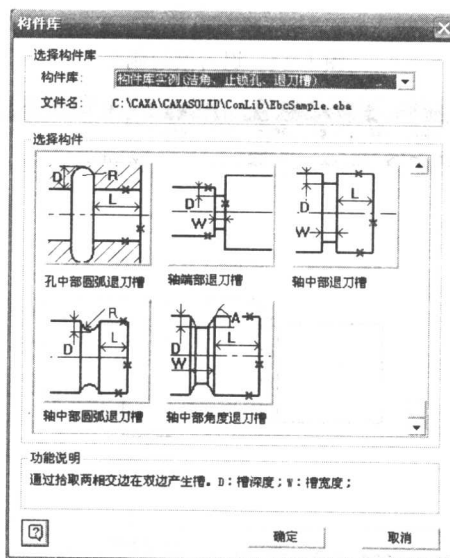 构件库
选择构件库
构件库: 构件库实例(洁角、止锁孔、退刀槽)
文件名: C:\CAXA\CAXASOLID\ConLib\EbcSample.eba
选择构件
D R L
孔中部圆弧退刀槽
D W
轴端部退刀槽
D L W
轴中部退刀槽
R D L
轴中部圆弧退刀槽
A D L W
轴中部角度退刀槽
功能说明
通过拾取两相交边在双边产生槽。D:槽深度;W:槽宽度;
?
确定 取消